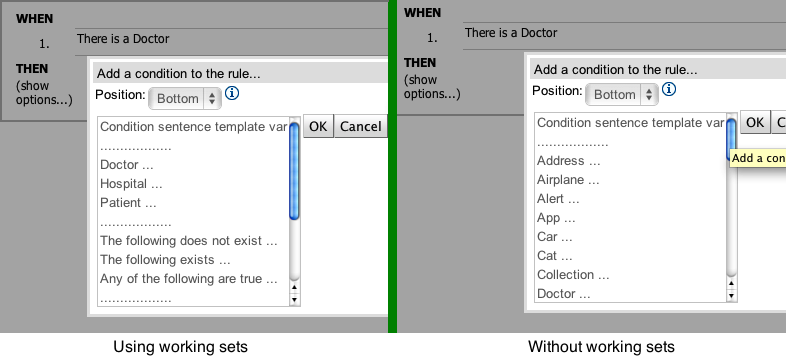 WHEN
1. There is a Doctor
THEN
(show
options...)
Add a condition to the rule...
Position: Bottom
Condition sentence template var
..................
Doctor ...
Hospital ...
Patient ...
..................
The following does not exist ...
The following exists ...
Any of the following are true ...
..................
OK Cancel
Using working sets
WHEN
1. There is a Doctor
THEN
(show
options...)
Add a condition to the rule...
Position: Bottom
Condition sentence template var
..................
Address ...
Airplane ...
Alert ...
App ...
Car ...
Cat ...
Collection ...
Doctor ...
OK C
Add a con
Without working sets